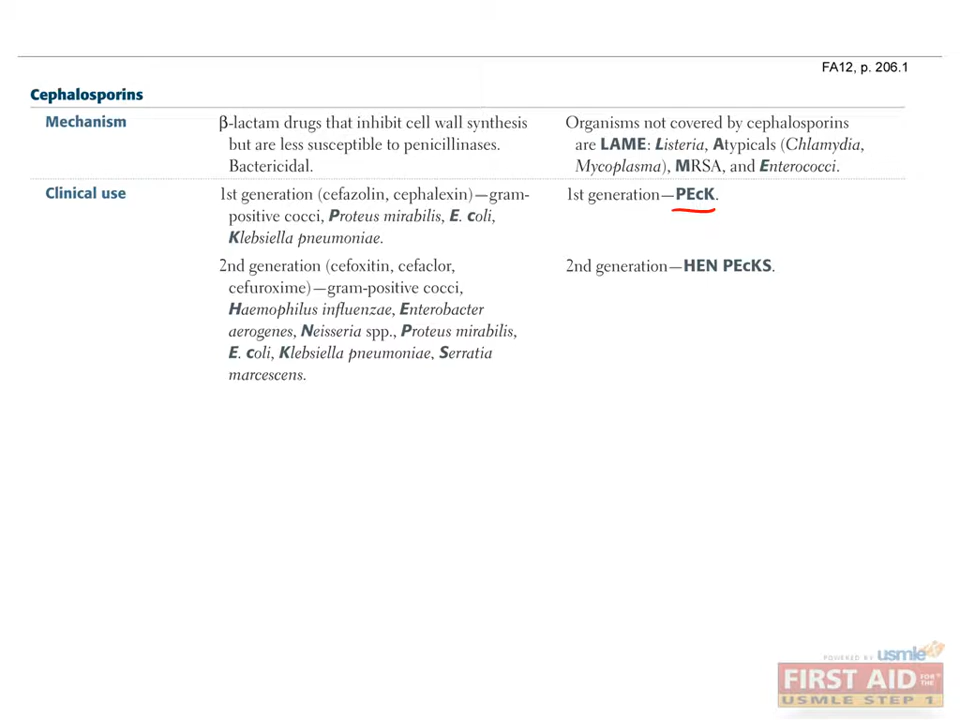 FA12, p. 206.1
Cephalosporins
Mechanism
β-lactam drugs that inhibit cell wall synthesis
but are less susceptible to penicillinases.
Bactericidal.
Organisms not covered by cephalosporins
are LAME: Listeria, Atypicals (Chlamydia,
Mycoplasma), MRSA, and Enterococci.
Clinical use
1st generation (cefazolin, cephalexin)—gram-
positive cocci, Proteus mirabilis, E. coli,
Klebsiella pneumoniae.
1st generation—PEcK.
2nd generation (cefoxitin, cefaclor,
cefuroxime)—gram-positive cocci,
Haemophilus influenzae, Enterobacter
aerogenes, Neisseria spp., Proteus mirabilis,
E. coli, Klebsiella pneumoniae, Serratia
marcescens.
2nd generation—HEN PEcKS.
POWERED BY usmle
FIRST AID FOR THE
USMLE STEP 1